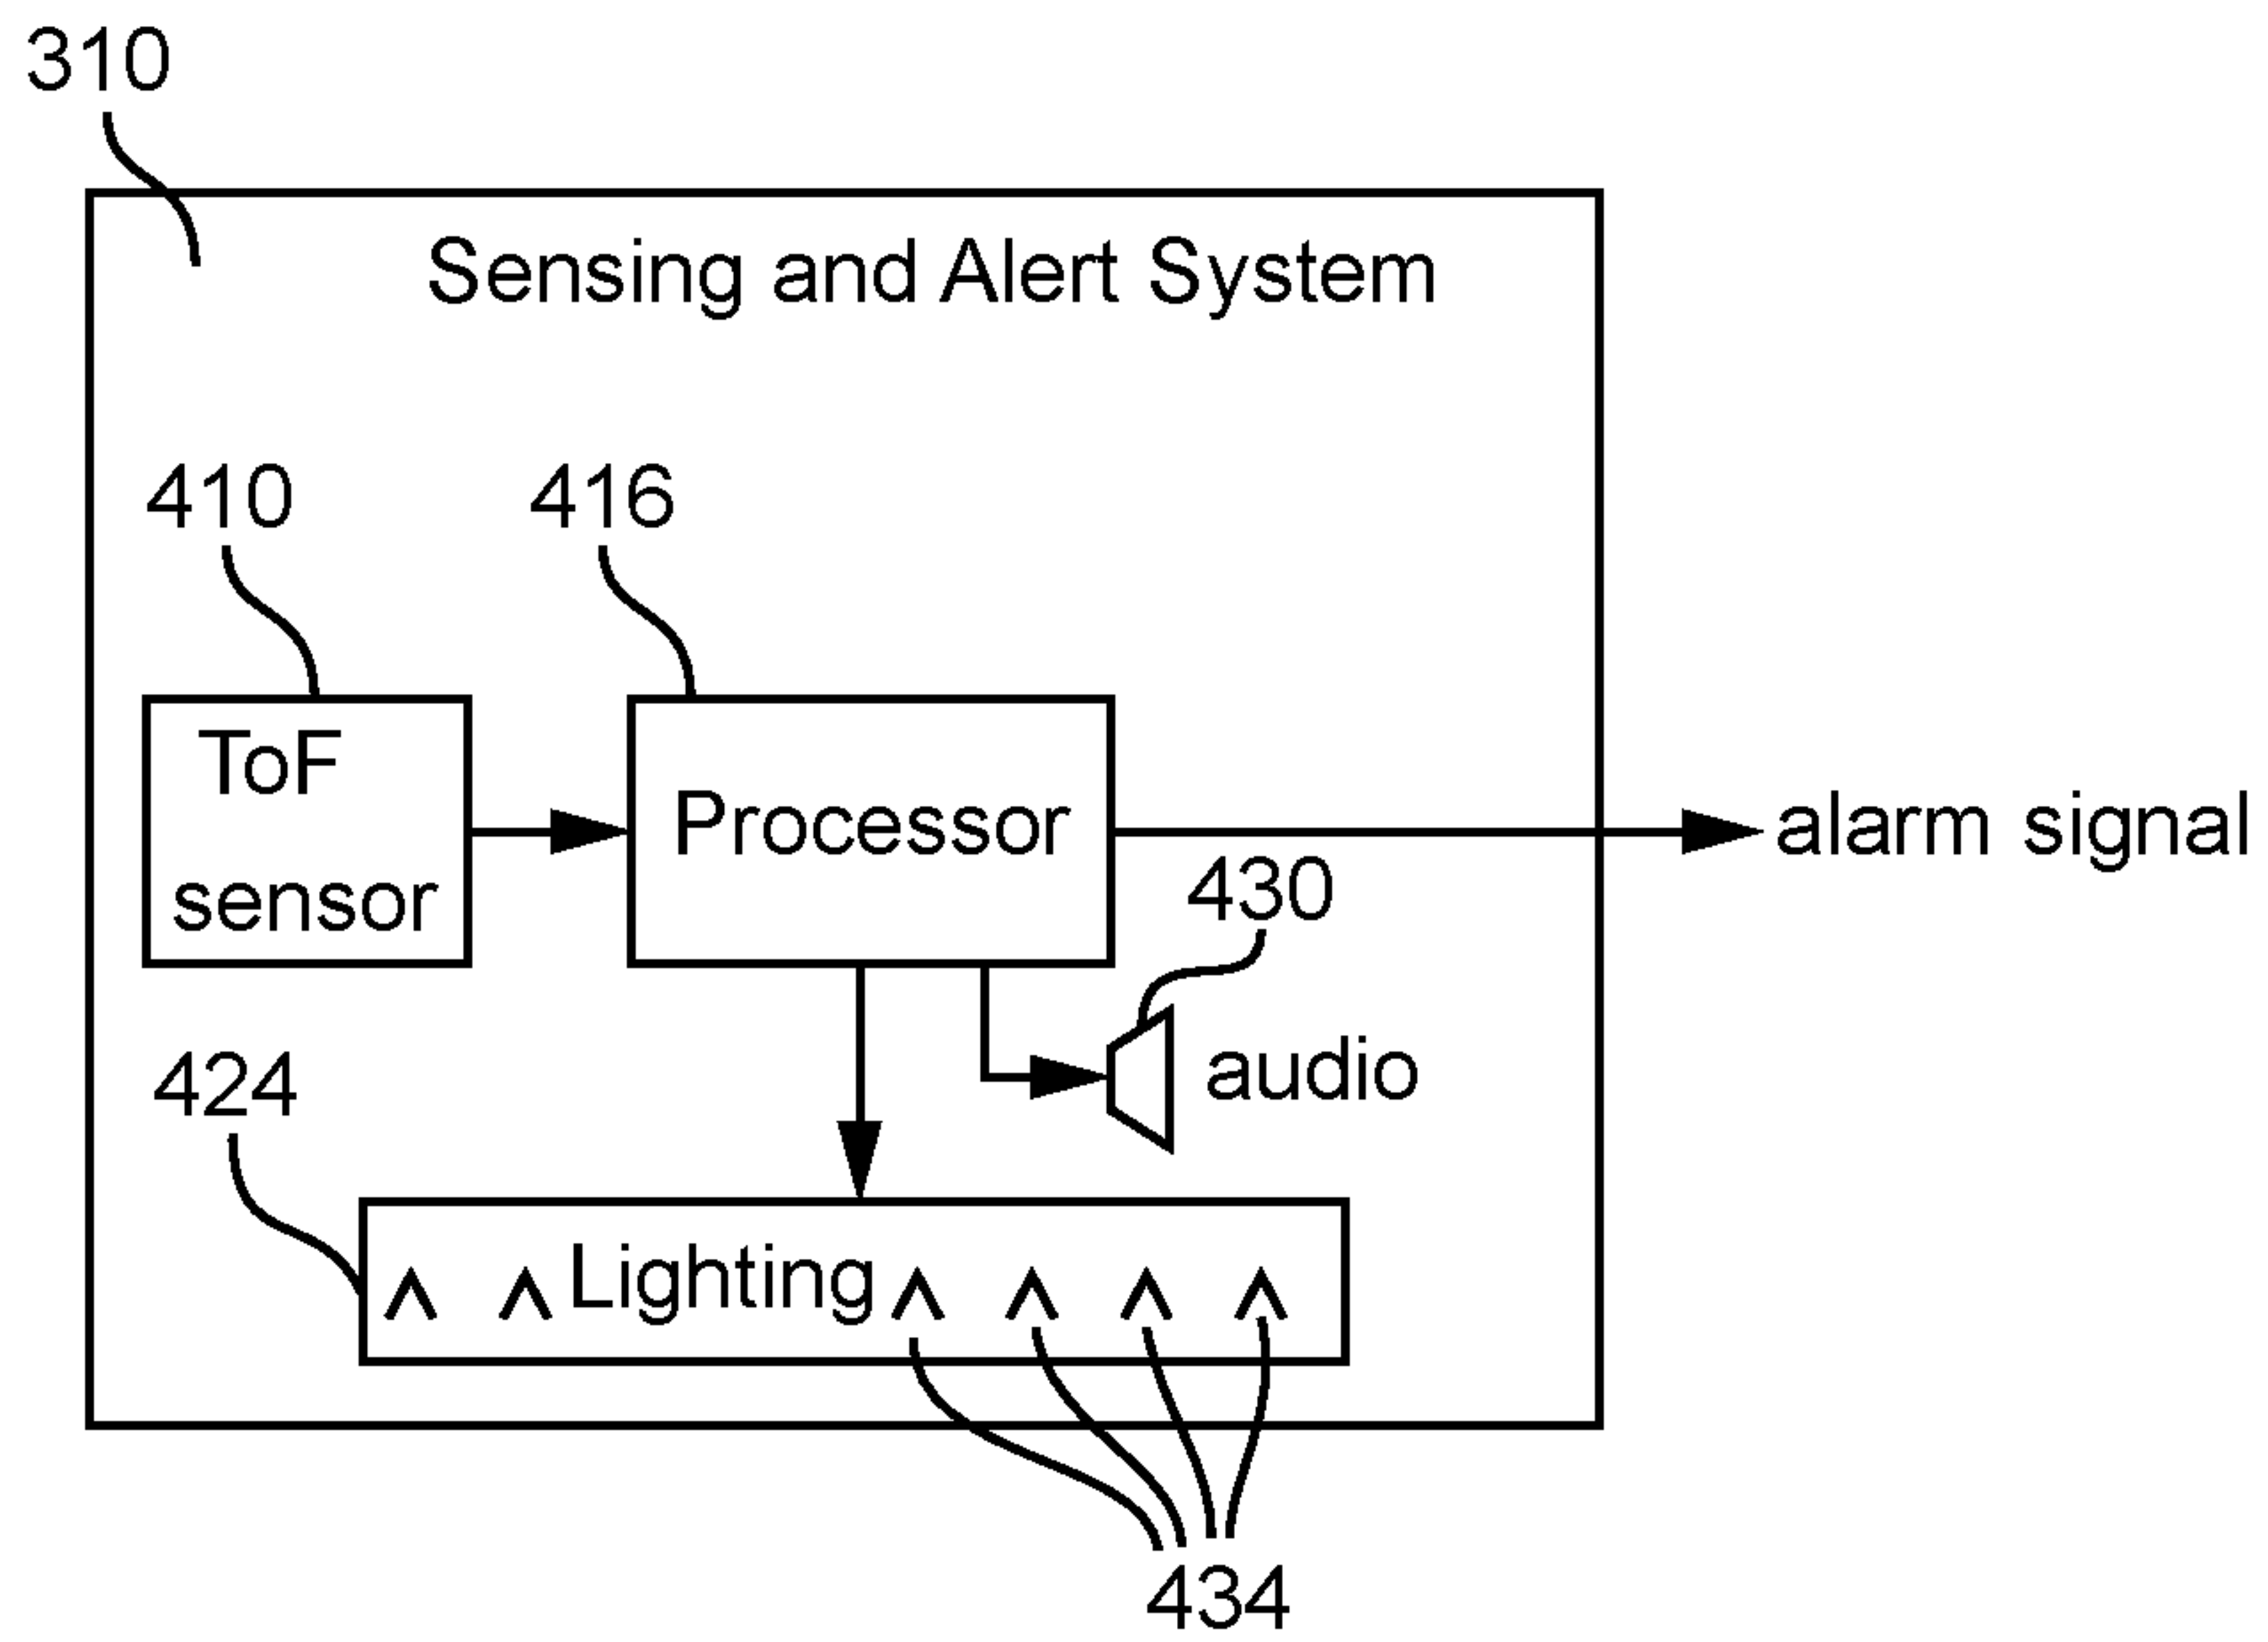 310
Sensing and Alert System
410
416
ToF
sensor
Processor
alarm signal
430
audio
424
Lighting
434